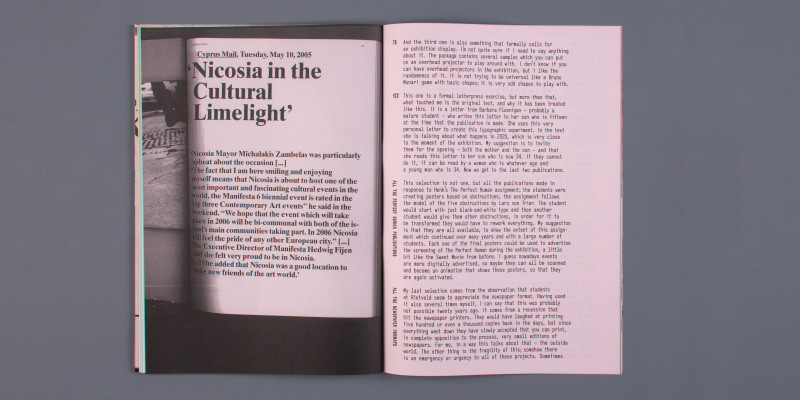 Cyprus Mail, Tuesday, May 10, 2005
'Nicosia in the
Cultural
Limelight'
'Nicosia Mayor Michalakis Zambelas was particularly
upbeat about the occasion [...]
"The fact that I am here smiling and enjoying
myself means that Nicosia is about to host one of the
most important and fascinating cultural events in the
world, the Manifesta 6 biennial event is rated in the
top three Contemporary Art events" he said in the
weekend. "We hope that the event which will take
place in 2006 will be bi-communal with both of the is-
land's main communities taking part. In 2006 Nicosia
will feel the pride of any other European city." [...]
The Executive Director of Manifesta Hedwig Fijen
said she felt very proud to be in Nicosia.
[...] She added that Nicosia was a good location to
make new friends of the art world.'
And the third one is also something that formally calls for
an exhibition display. I'm not quite sure if I need to say anything
about it. The package contains several samples which you can put
on an overhead projector to play around with. I don't know if you
can have overhead projectors in the exhibition, but I like the
randomness of it. It is not trying to be universal like a Bruno
Munari game with basic shapes; it is very odd shapes to play with.
122 This one is a formal letterpress exercise, but more than that,
what touched me is the original text, and why it has been treated
like this. It is a letter from Barbara Flannigan – probably a
mature student – who writes this letter to her son who is fifteen
at the time that the publication is made. She uses this very
personal letter to create this typographic experiment. In the text
she is talking about what happens in 2020, which is very close
to the moment of the exhibition. My suggestion is to invite
them for the opening – both the mother and the son – and that
she reads this letter to her son who is now 34. If they cannot
do it, it can be read by a woman who is whatever age and
a young man who is 34. Now we get to the last two publications.
ALL THE PERFECT HUMAN PUBLICATIONS
This selection is not one, but all the publications made in
response to Henk's The Perfect Human assignment; the students were
creating posters based on obstructions, the assignment follows
the model of the five obstructions by Lars von Trier. The student
would start with just like a two-white type and then another
student would give them other obstructions, in order for it to
be transformed they would have to rework everything. My suggestion
is that they are all available, to show the extent of this assign-
ment which continued over many years and with a large number of
students. Each one of the final posters could be used to advertise
the screening of The Perfect Human during the exhibition, a little
bit like the Sweet Movie from before. I guess nowadays events
are more digitally advertised, so maybe they can all be scanned
and become an animation that shows these posters, so that they
are again activated.
ALL THE NEWSPAPER FORMATS
My last selection comes from the observation that students
at Rietveld seem to appreciate the newspaper format. Having used
it also several times myself, I can say that this was probably
not possible twenty years ago. It comes from a recession that
hit the newspaper printers. They would have laughed at printing
five hundred or even a thousand copies back in the days, but since
everything went down they have slowly accepted that you can print,
in complete opposition to the process, very small editions of
newspapers. For me, in a way this talks about that – the outside
world. The other thing is the fragility of this; somehow there
is an emergency or urgency to all of these projects. Sometimes